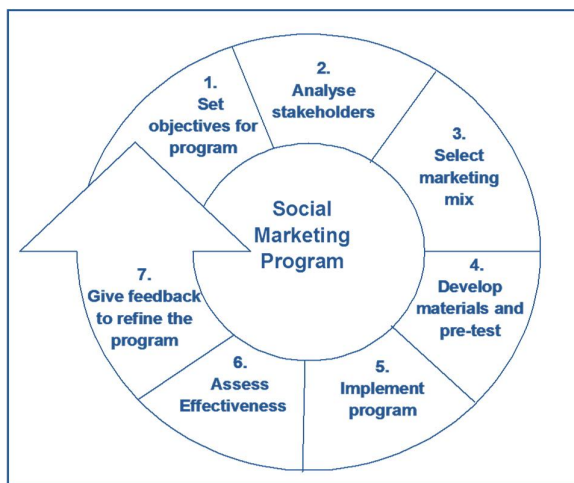 1.
Set
objectives for
program
2.
Analyse
stakeholders
3.
Select
marketing
mix
4.
Develop
materials and
pre-test
5.
Implement
program
6.
Assess
Effectiveness
7.
Give feedback
to refine the
program
Social
Marketing
Program